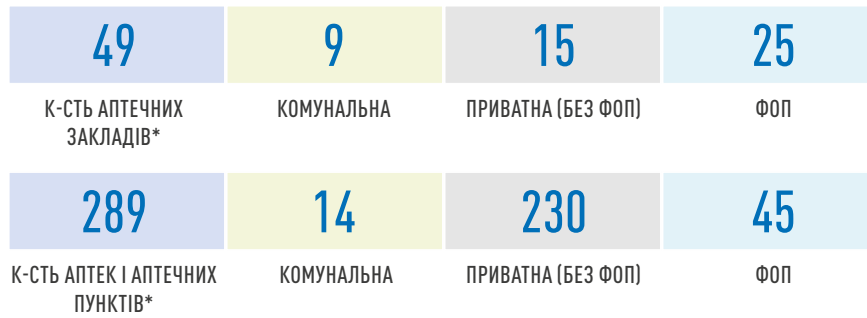 49 9 15 25
К-СТЬ АПТЕЧНИХ КОМУНАЛЬНА ПРИВАТНА (БЕЗ ФОП) ФОП
ЗАКЛАДІВ*
289 14 230 45
К-СТЬ АПТЕК І АПТЕЧНИХ КОМУНАЛЬНА ПРИВАТНА (БЕЗ ФОП) ФОП
ПУНКТІВ*